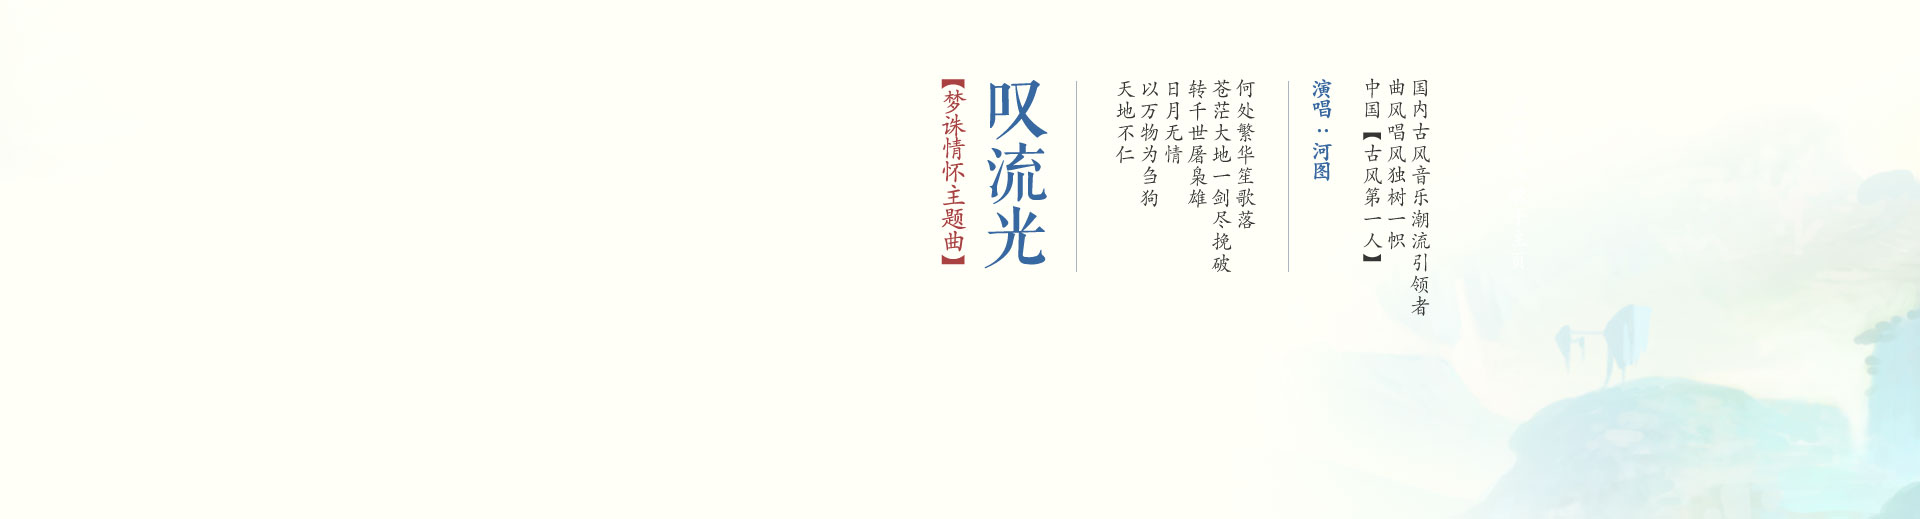 【梦诛情怀主题曲】
叹流光
天地不仁
以万物为刍狗
日月无情
转千世屠枭雄
苍茫大地一剑尽挽破
何处繁华笙歌落
演唱：河图
中国【古风第一人】
曲风唱风独树一帜
国内古风音乐潮流引领者